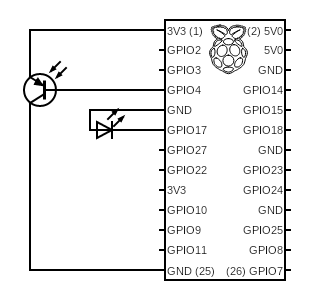 3V3 (1) (2) 5V0
GPIO2 5V0
GPIO3 GND
GPIO4 GPIO14
GND GPIO15
GPIO17 GPIO18
GPIO27 GND
GPIO22 GPIO23
3V3 GPIO24
GPIO10 GND
GPIO9 GPIO25
GPIO11 GPIO8
GND (25) (26) GPIO7